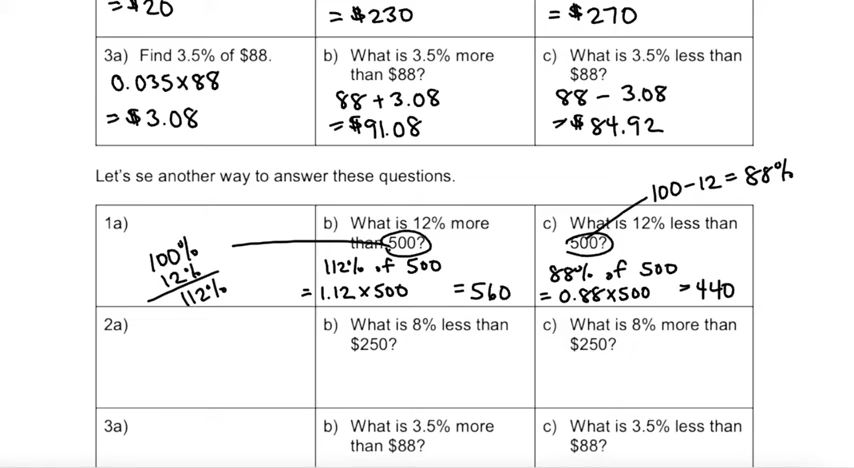 = $20
= $230
= $270
3a) Find 3.5% of $88.
0.035x88
= $3.08
b) What is 3.5% more
than $88?
88 + 3.08
= $91.08
c) What is 3.5% less than
$88?
88 - 3.08
= $84.92
Let's se another way to answer these questions.
100-12 = 88%
1a)
100%
12%
112%
b) What is 12% more
than 500?
112% of 500
= 1.12 x 500 = 560
c) What is 12% less than
500?
88% of 500
= 0.88 x 500 = 440
2a)
b) What is 8% less than
$250?
c) What is 8% more than
$250?
3a)
b) What is 3.5% more
than $88?
c) What is 3.5% less than
$88?